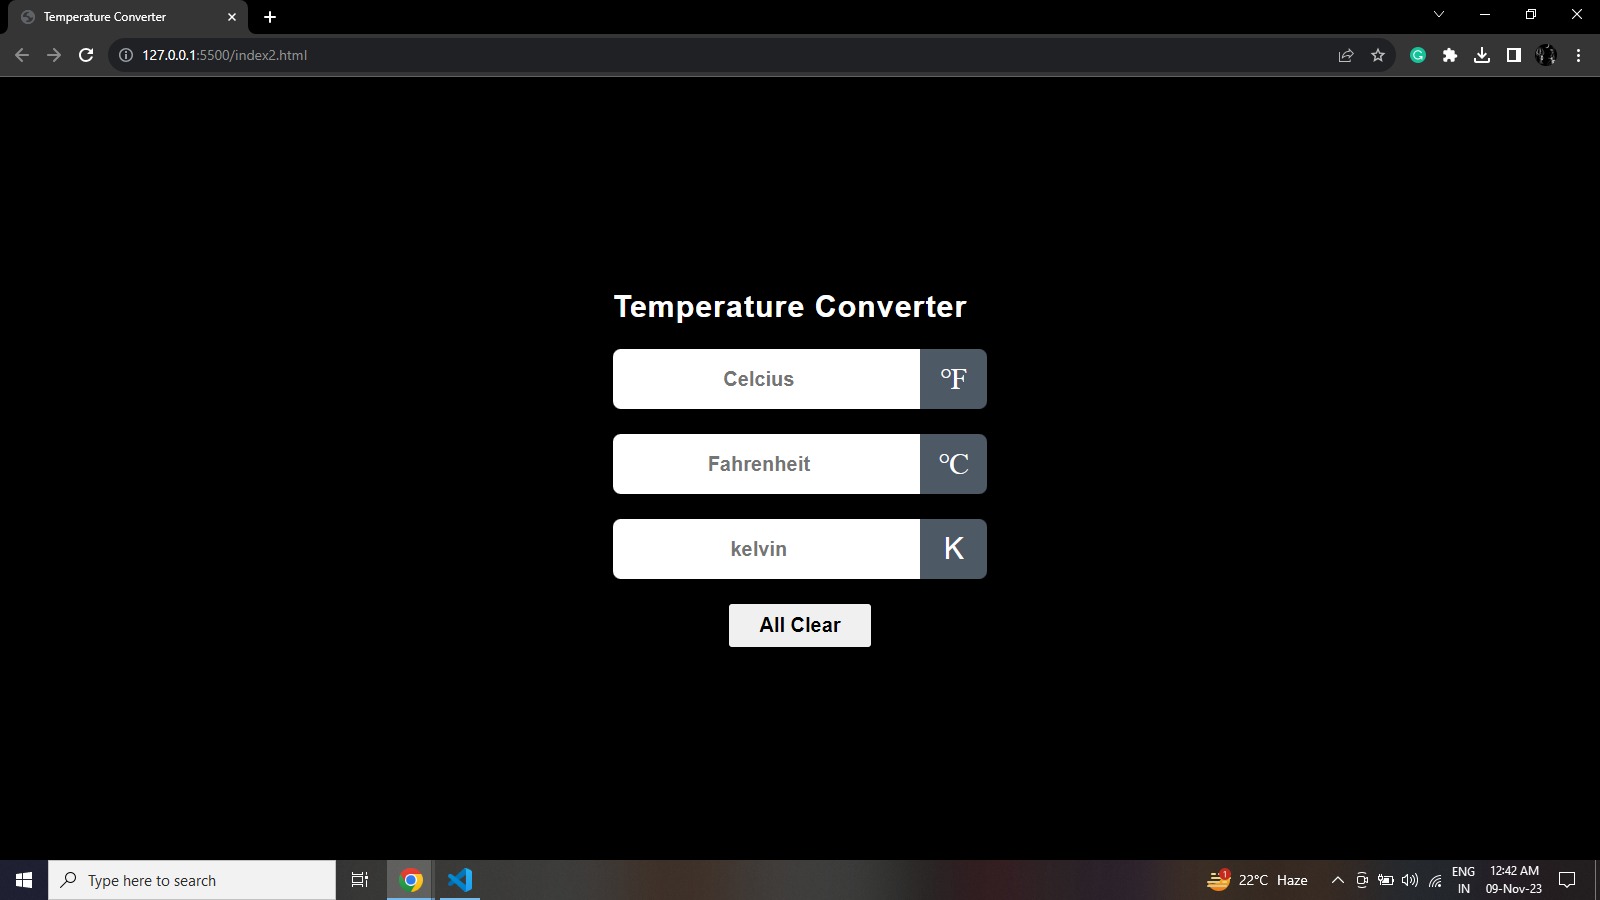 Temperature Converter
127.0.0.1:5500/index2.html
Temperature Converter
Celcius °F
Fahrenheit °C
kelvin K
All Clear
Type here to search
1
22°C Haze
ENG
IN
12:42 AM
09-Nov-23